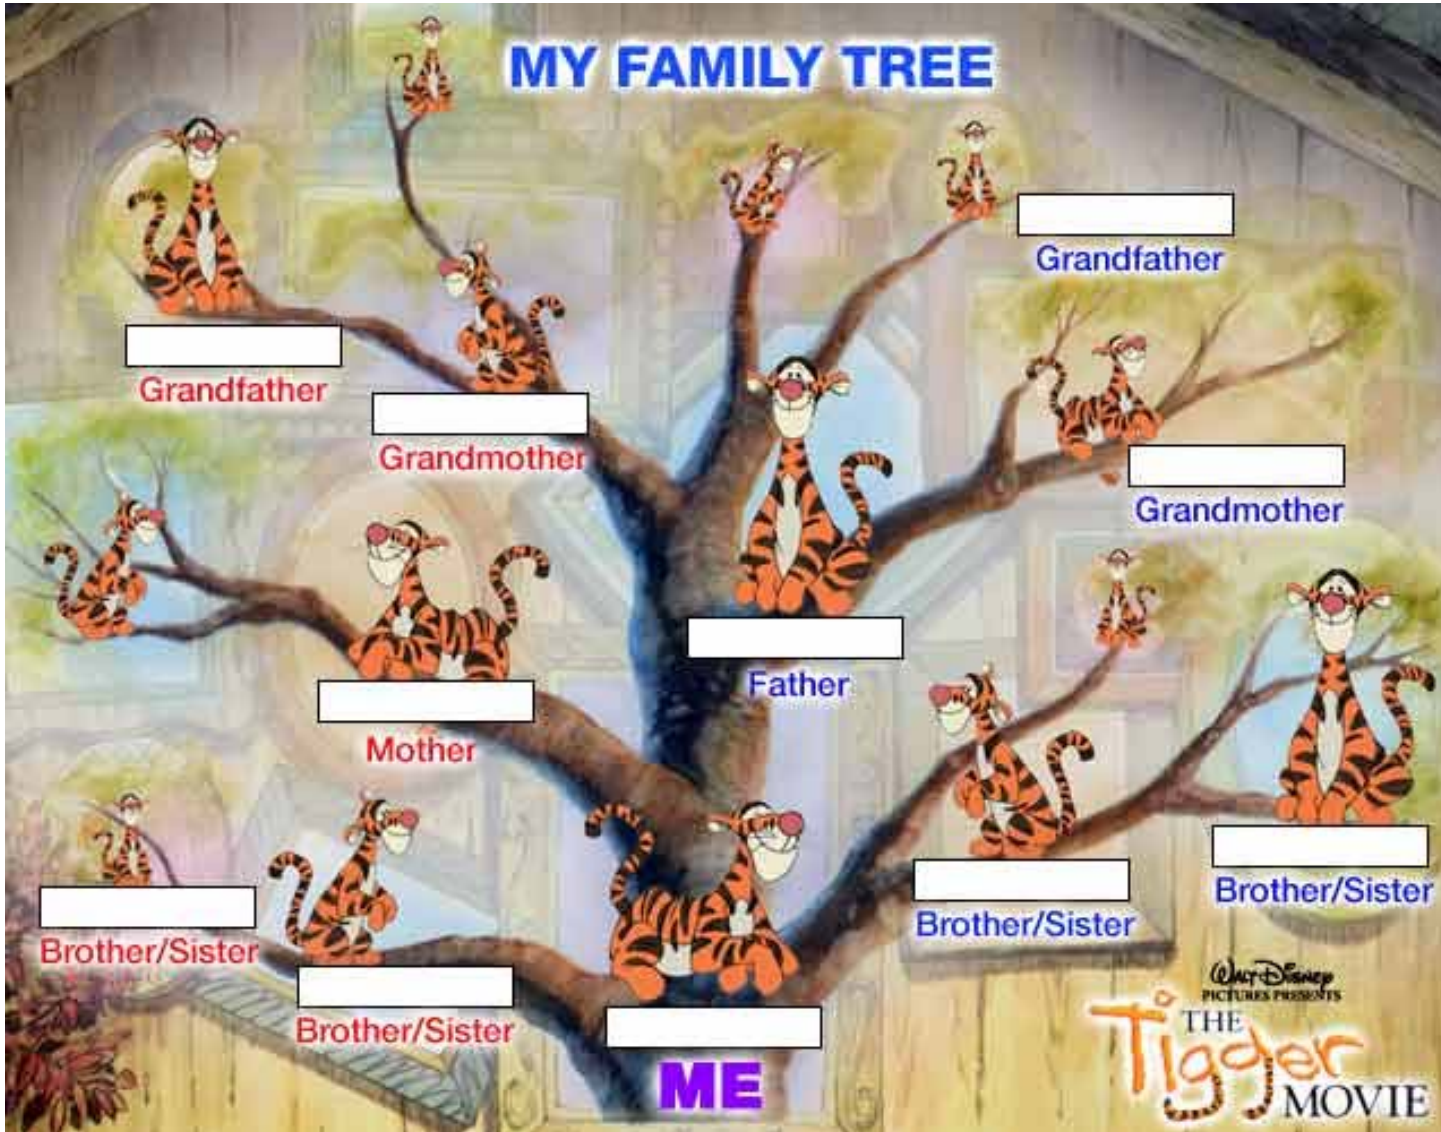 MY FAMILY TREE
Grandfather
Grandfather
Grandmother
Grandmother
Father
Mother
Brother/Sister
Brother/Sister
Brother/Sister
Brother/Sister
ME
WALT DISNEY
PICTURES PRESENTS
THE
Tigger
MOVIE